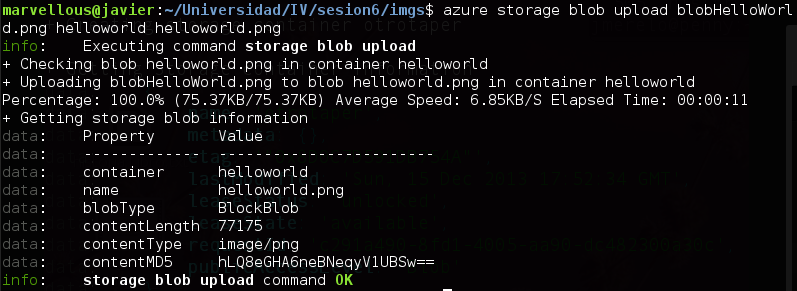 marvellous@javier:~/Universidad/IV/sesion6/imgs$ azure storage blob upload blobHelloWorl
d.png helloworld helloworld.png
info:    Executing command storage blob upload
+ Checking blob helloworld.png in container helloworld
+ Uploading blobHelloWorld.png to blob helloworld.png in container helloworld
Percentage: 100.0% (75.37KB/75.37KB) Average Speed: 6.85KB/S Elapsed Time: 00:00:11
+ Getting storage blob information
data:    Property       Value
data:    -------------  ------------------------
data:    container      helloworld
data:    name           helloworld.png
data:    blobType       BlockBlob
data:    contentLength  77175
data:    contentType    image/png
data:    contentMD5     hLQ8eGHA6neBNeqyV1UBSw==
info:    storage blob upload command OK